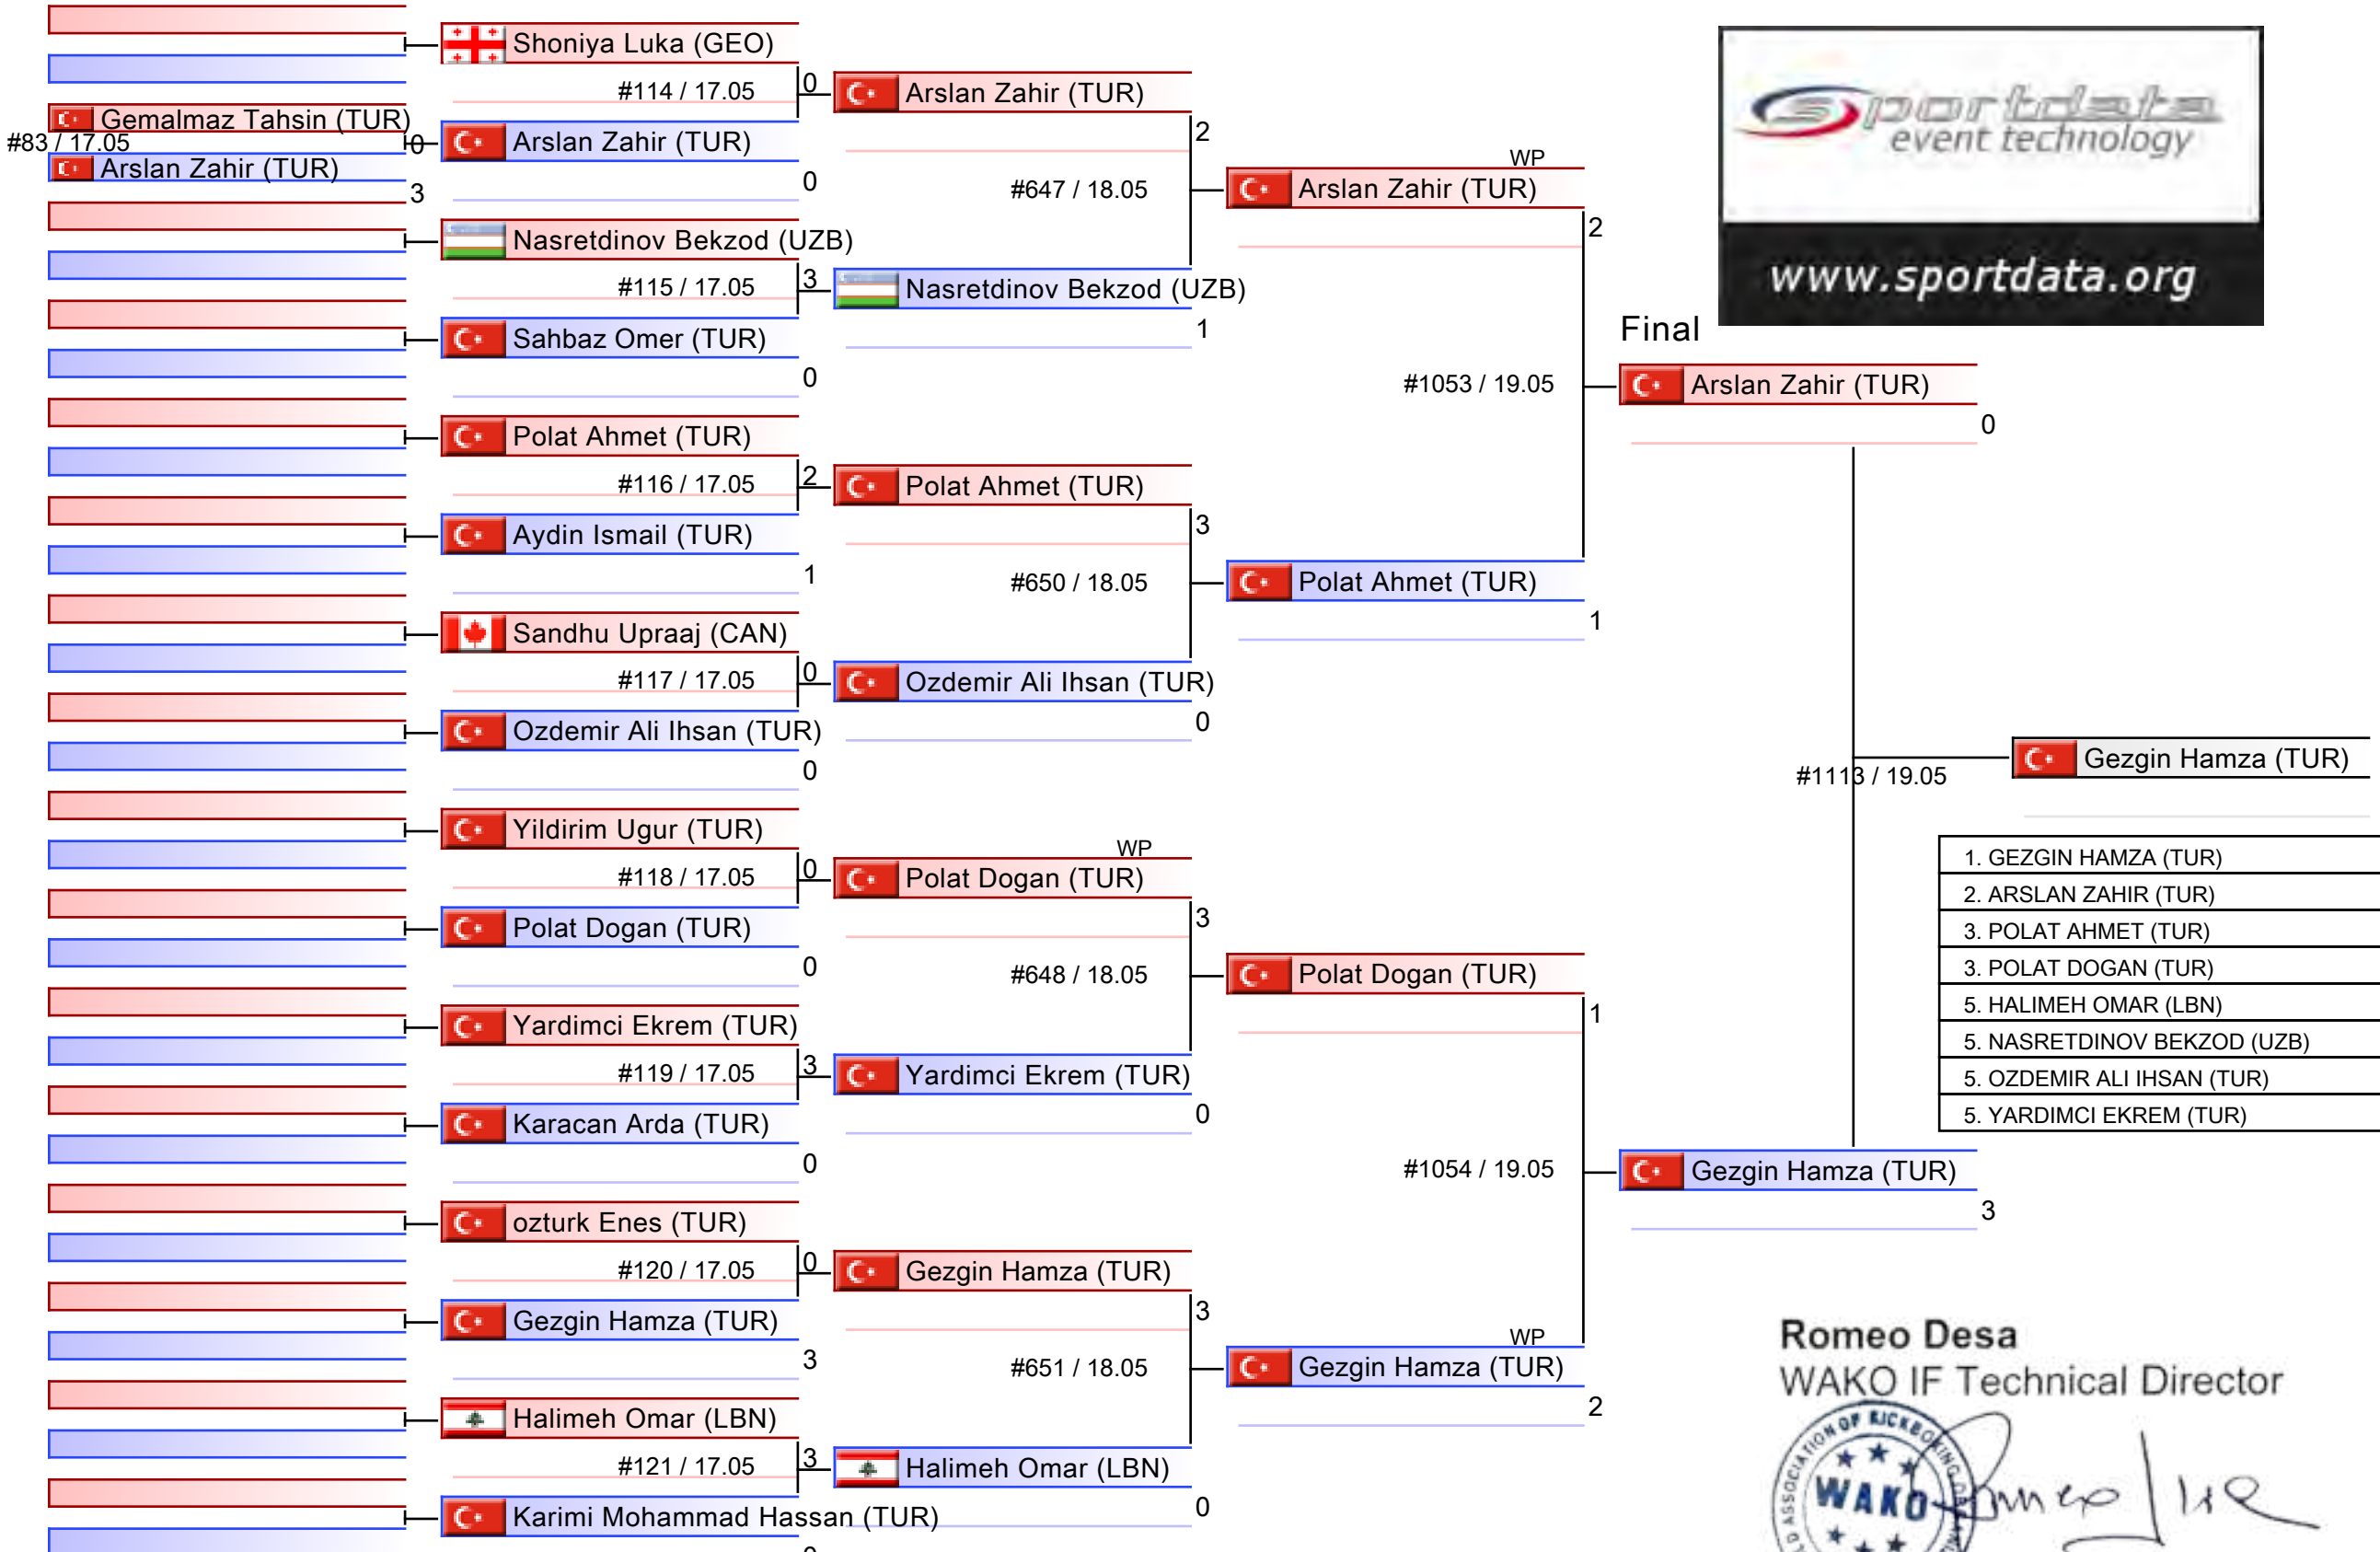 Gemalmaz Tahsin (TUR)
0
#83 / 17.05
Arslan Zahir (TUR)
3
Shoniya Luka (GEO)
0
#114 / 17.05
Arslan Zahir (TUR)
0
Nasretdinov Bekzod (UZB)
3
#115 / 17.05
Sahbaz Omer (TUR)
0
Polat Ahmet (TUR)
2
#116 / 17.05
Aydin Ismail (TUR)
1
Sandhu Upraaj (CAN)
0
#117 / 17.05
Ozdemir Ali Ihsan (TUR)
0
Yildirim Ugur (TUR)
0
#118 / 17.05
Polat Dogan (TUR)
0
Yardimci Ekrem (TUR)
3
#119 / 17.05
Karacan Arda (TUR)
0
ozturk Enes (TUR)
0
#120 / 17.05
Gezgin Hamza (TUR)
3
Halimeh Omar (LBN)
3
#121 / 17.05
Karimi Mohammad Hassan (TUR)
Arslan Zahir (TUR)
2
#647 / 18.05
Nasretdinov Bekzod (UZB)
1
Polat Ahmet (TUR)
3
#650 / 18.05
Ozdemir Ali Ihsan (TUR)
0
WP
Polat Dogan (TUR)
3
#648 / 18.05
Yardimci Ekrem (TUR)
0
Gezgin Hamza (TUR)
3
#651 / 18.05
Halimeh Omar (LBN)
0
WP
Arslan Zahir (TUR)
2
#1053 / 19.05
Polat Ahmet (TUR)
1
Polat Dogan (TUR)
1
#1054 / 19.05
WP
Gezgin Hamza (TUR)
2
Final
Arslan Zahir (TUR)
0
#1113 / 19.05
Gezgin Hamza (TUR)
3
Gezgin Hamza (TUR)
sportdata
event technology
www.sportdata.org
1. GEZGIN HAMZA (TUR)
2. ARSLAN ZAHIR (TUR)
3. POLAT AHMET (TUR)
3. POLAT DOGAN (TUR)
5. HALIMEH OMAR (LBN)
5. NASRETDINOV BEKZOD (UZB)
5. OZDEMIR ALI IHSAN (TUR)
5. YARDIMCI EKREM (TUR)
Romeo Desa
WAKO IF Technical Director
ASSOCIATION OF KICKBOXING
WAKO